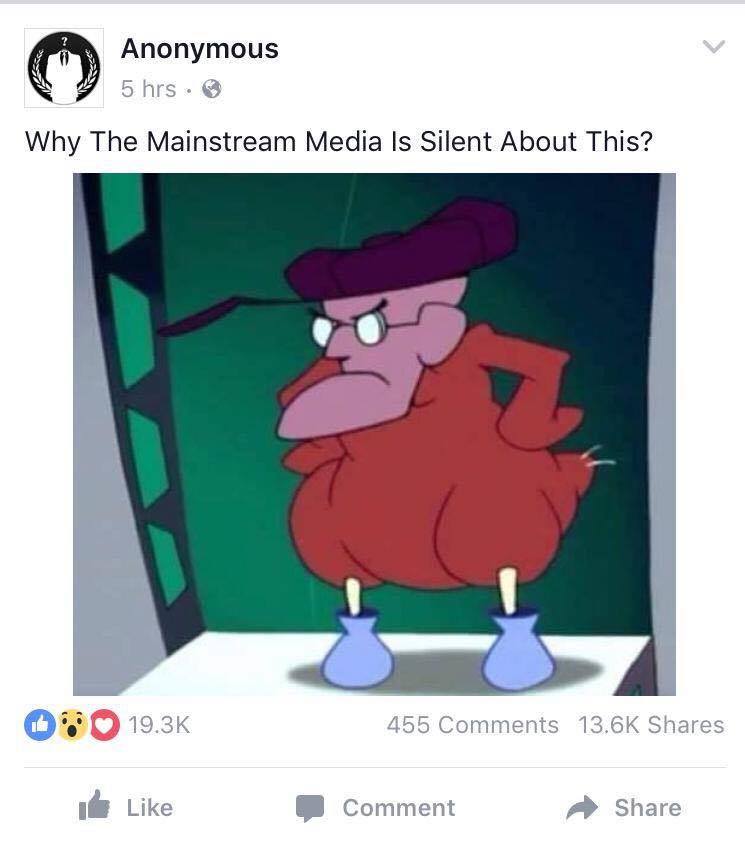 Anonymous
5 hrs ·
Why The Mainstream Media Is Silent About This?
19.3K 455 Comments 13.6K Shares
Like Comment Share